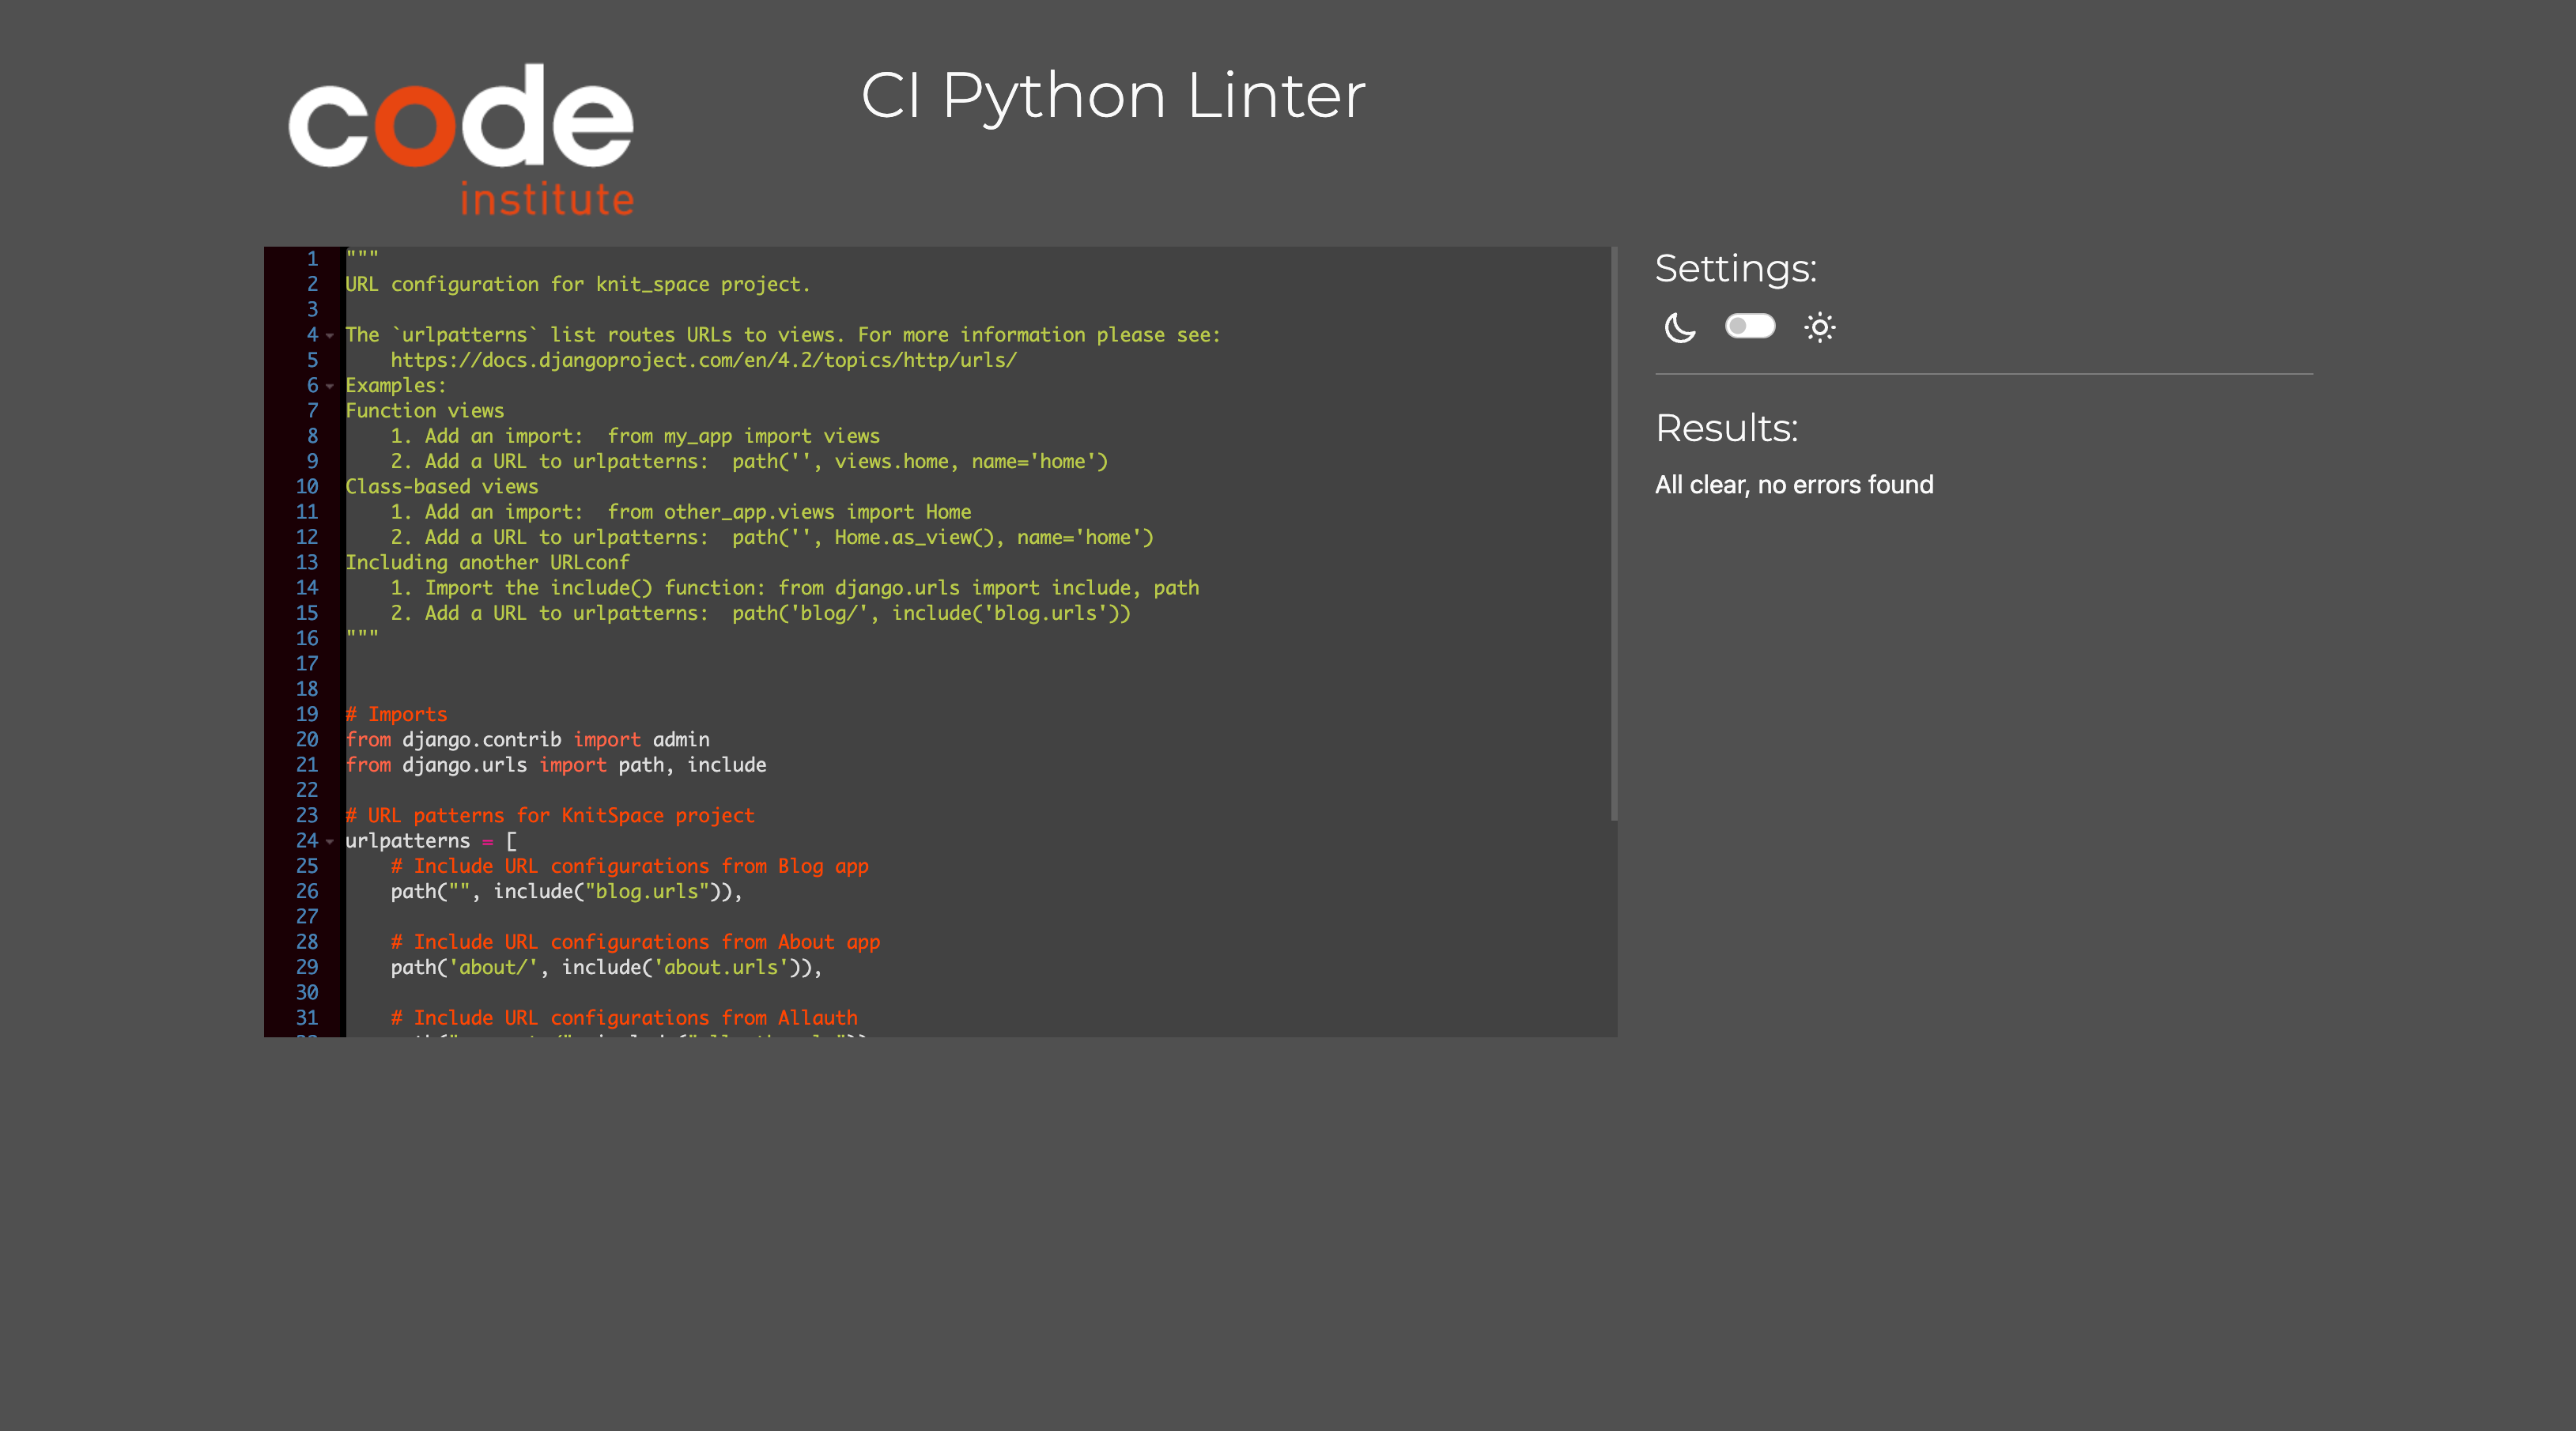 code
institute
CI Python Linter
1 """
2 URL configuration for knit_space project.
3
4 The `urlpatterns` list routes URLs to views. For more information please see:
5     https://docs.djangoproject.com/en/4.2/topics/http/urls/
6 Examples:
7 Function views
8     1. Add an import:  from my_app import views
9     2. Add a URL to urlpatterns:  path('', views.home, name='home')
10 Class-based views
11     1. Add an import:  from other_app.views import Home
12     2. Add a URL to urlpatterns:  path('', Home.as_view(), name='home')
13 Including another URLconf
14     1. Import the include() function: from django.urls import include, path
15     2. Add a URL to urlpatterns:  path('blog/', include('blog.urls'))
16 """
17
18
19 # Imports
20 from django.contrib import admin
21 from django.urls import path, include
22
23 # URL patterns for KnitSpace project
24 urlpatterns = [
25     # Include URL configurations from Blog app
26     path("", include("blog.urls")),
27
28     # Include URL configurations from About app
29     path('about/', include('about.urls')),
30
31     # Include URL configurations from Allauth
Settings:
Results:
All clear, no errors found